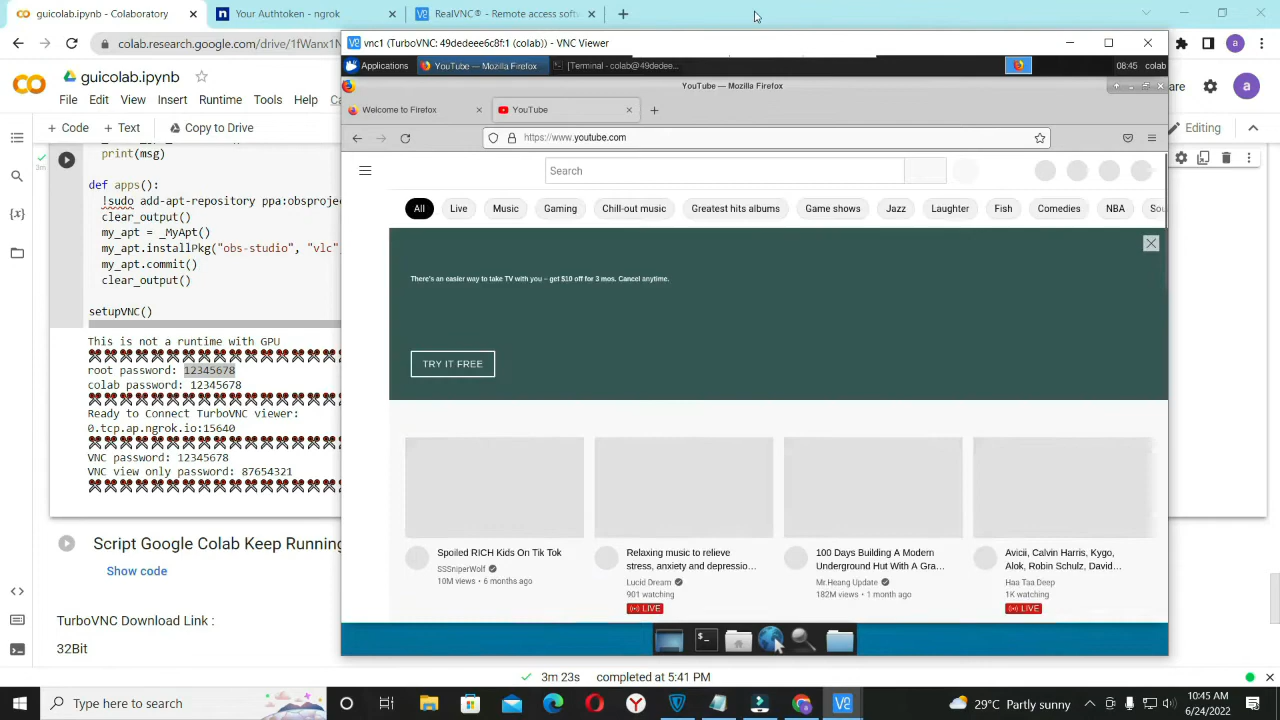 guicolab.ipynb - Colaboratory
Your Authtoken - ngrok
RealVNC® - Remote access soft
colab.research.google.com/drive/1fWanx1N
vnc1 (TurboVNC: 49dedeee6c8f:1 (colab)) - VNC Viewer
Applications
YouTube — Mozilla Firefox
[Terminal - colab@49dedee...
08:45
colab
YouTube — Mozilla Firefox
Welcome to Firefox
YouTube
https://www.youtube.com
Search
All
Live
Music
Gaming
Chill-out music
Greatest hits albums
Game shows
Jazz
Laughter
Fish
Comedies
NBA
Sou
There's an easier way to take TV with you – get $10 off for 3 mos. Cancel anytime.
TRY IT FREE
Spoiled RICH Kids On Tik Tok
SSSniperWolf
10M views • 6 months ago
Relaxing music to relieve
stress, anxiety and depressio...
Lucid Dream
901 watching
LIVE
100 Days Building A Modern
Underground Hut With A Gra...
Mr.Heang Update
182M views • 1 month ago
Avicii, Calvin Harris, Kygo,
Alok, Robin Schulz, David...
Haa Taa Deep
1K watching
LIVE
guicolab.ipynb
File Edit View Insert Runtime Tools
are
a
a
+ Code + Text Copy to Drive
Editing
3m
print(msg)
def apps():
!sudo add-apt-repository ppa:obsprojec
clear_output()
my_apt = _MyApt()
my_apt.installPkg("obs-studio", "vlc",
my_apt.commit()
clear_output()
setupVNC()
This is not a runtime with GPU
root password: 12345678
colab password: 12345678
Ready to Connect TurboVNC viewer:
0.tcp.ap.ngrok.io:15640
VNC password: 12345678
VNC view only password: 87654321
Script Google Colab Keep Running
Show code
TurboVNC Download Link :
32Bit
3m 23s completed at 5:41 PM
Type here to search
29°C Partly sunny
10:45 AM
6/24/2022